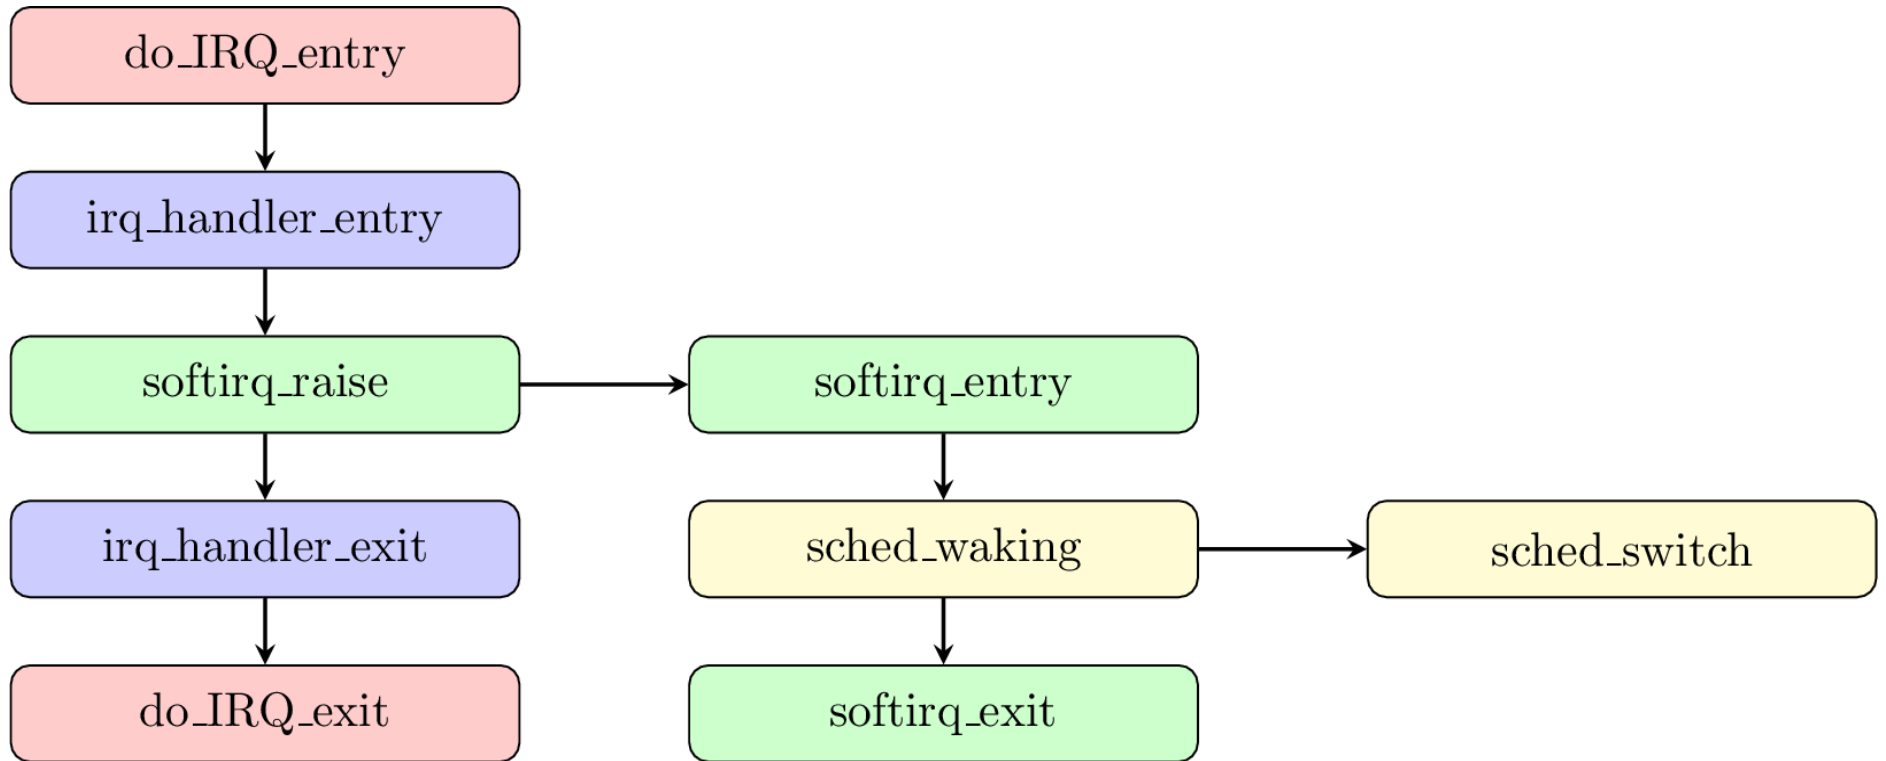 do_IRQ_entry
irq_handler_entry
softirq_raise
softirq_entry
irq_handler_exit
sched_waking
sched_switch
do_IRQ_exit
softirq_exit